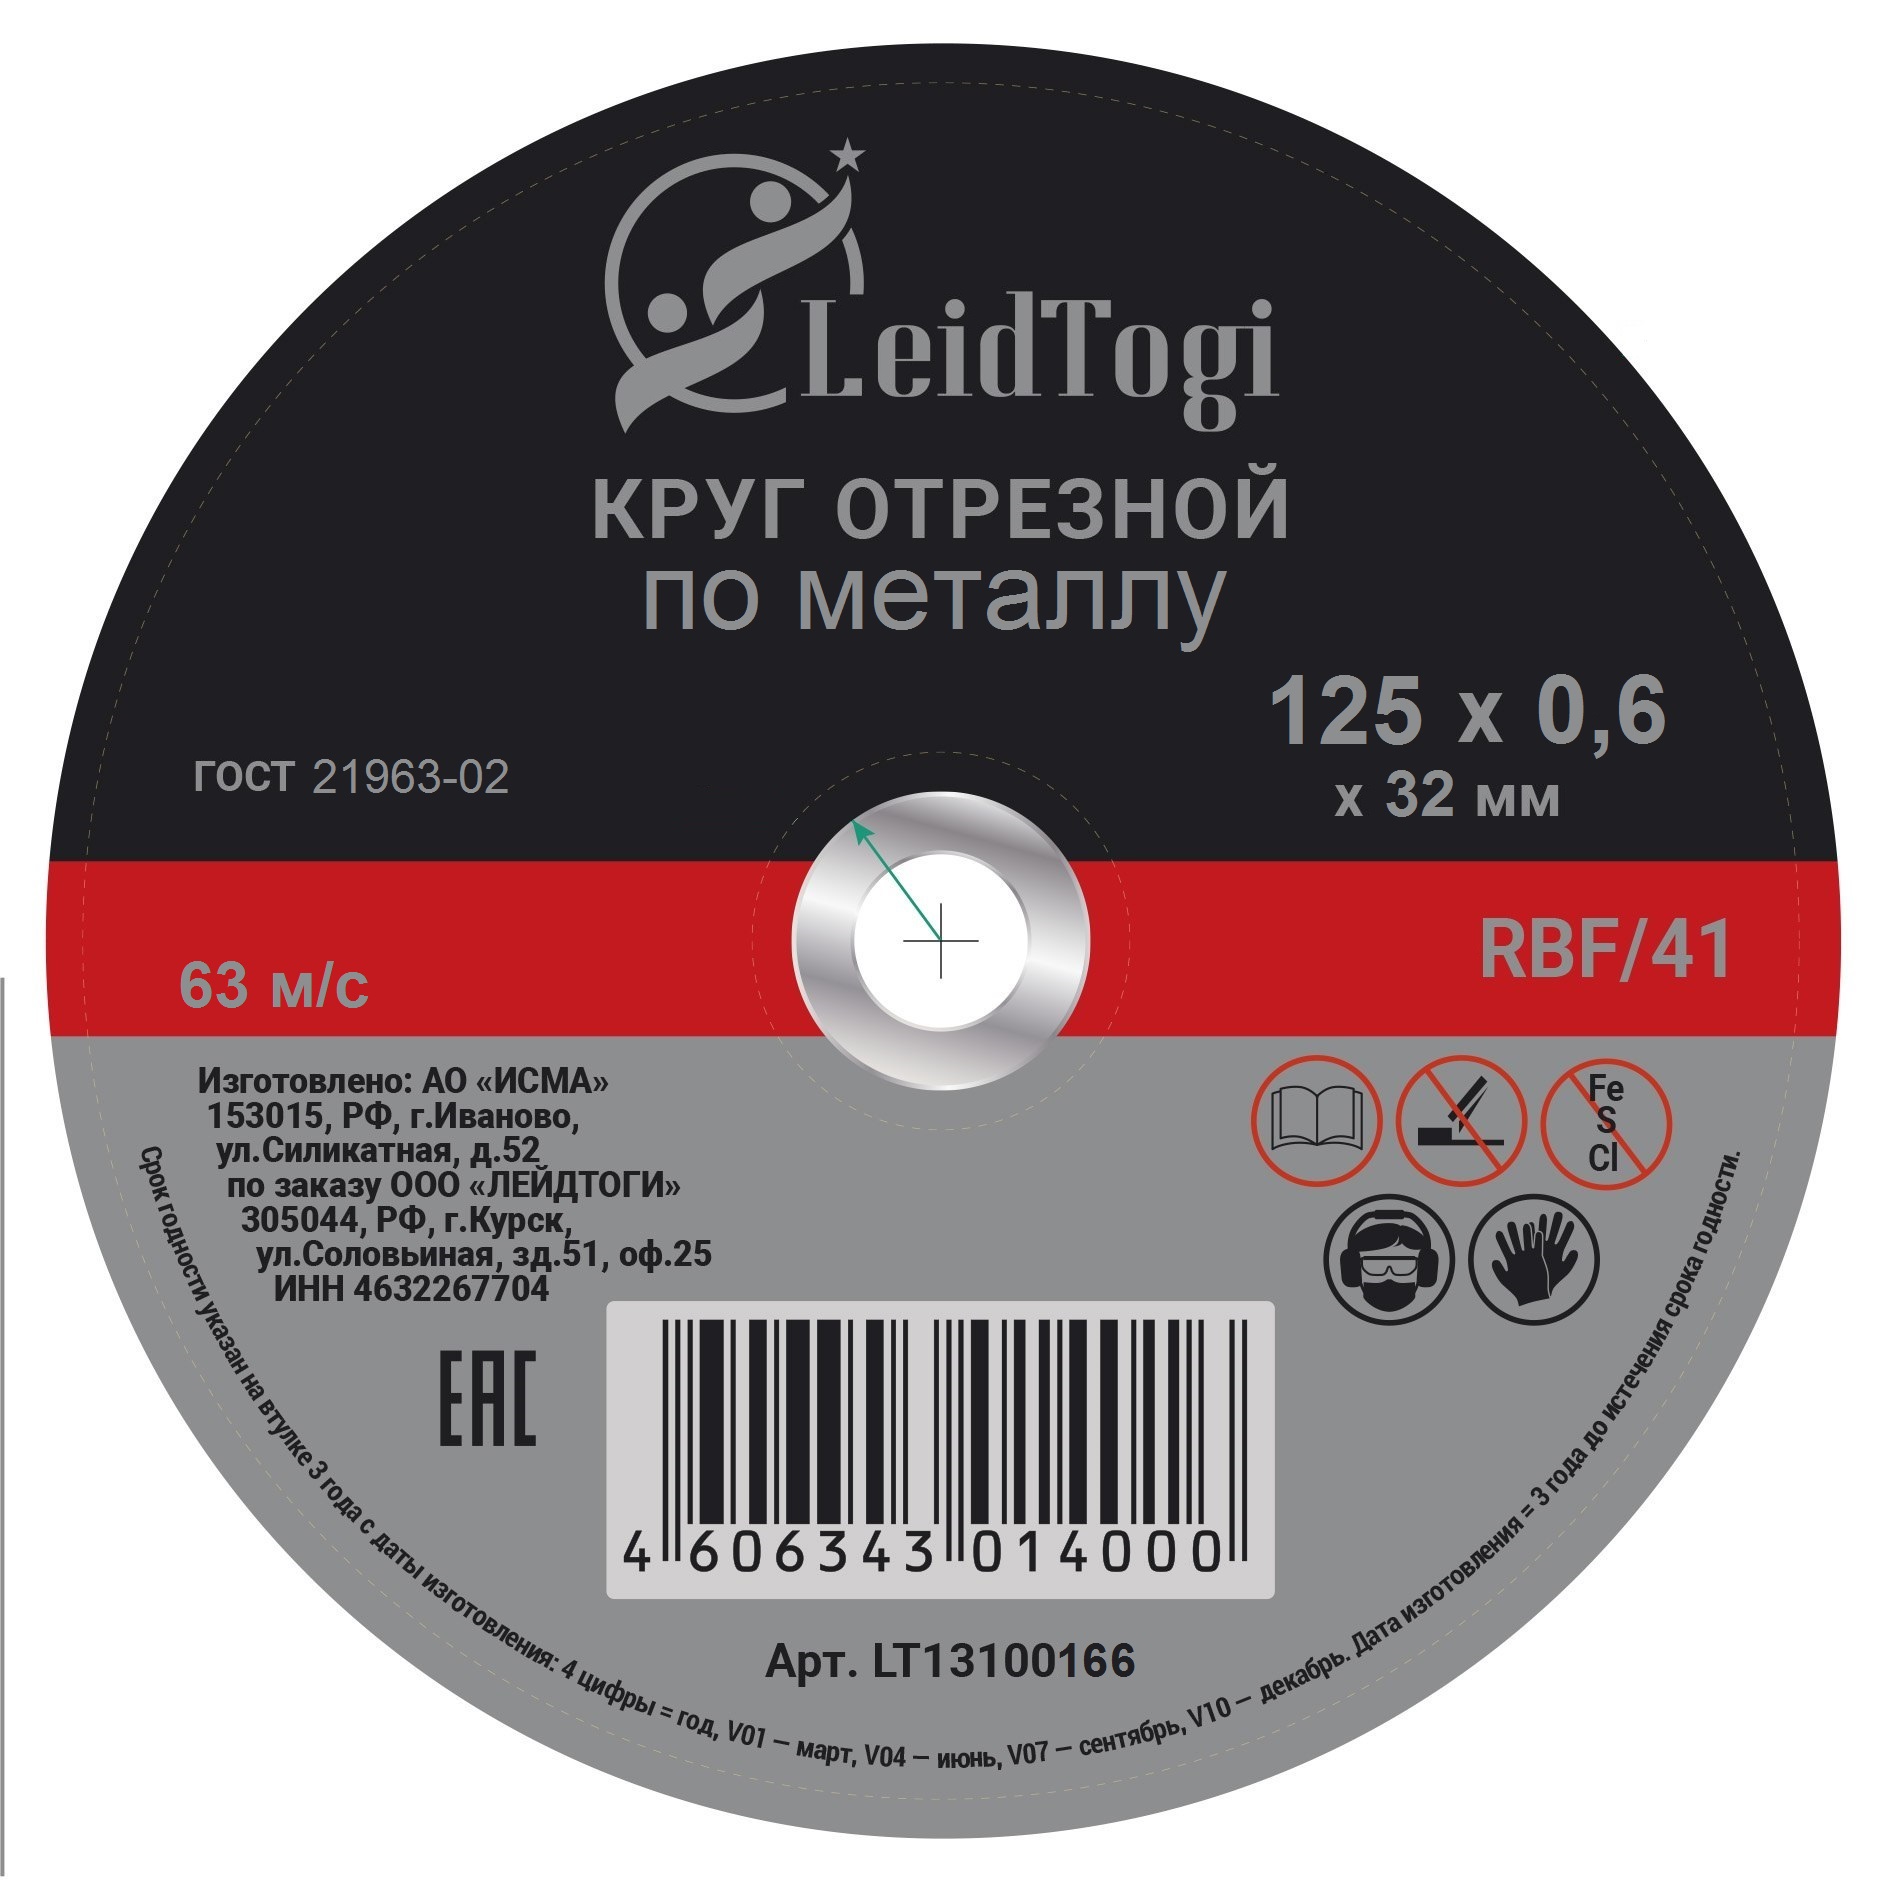 LeidTogi
КРУГ ОТРЕЗНОЙ
по металлу
125 x 0,6
x 32 мм
ГОСТ 21963-02
63 м/с
RBF/41
Изготовлено: АО «ИСМА»
153015, РФ, г.Иваново,
ул.Силикатная, д.52
по заказу ООО «ЛЕЙДТОГИ»
305044, РФ, г.Курск,
ул.Соловьиная, зд.51, оф.25
ИНН 4632267704
Fe
S
Cl
EAC
4 606343 014000
Арт. LT13100166
Срок годности указан на втулке 3 года с даты изготовления: 4 цифры = год, V01 – март, V04 – июнь, V07 – сентябрь, V10 – декабрь. Дата изготовления = 3 года до истечения срока годности.